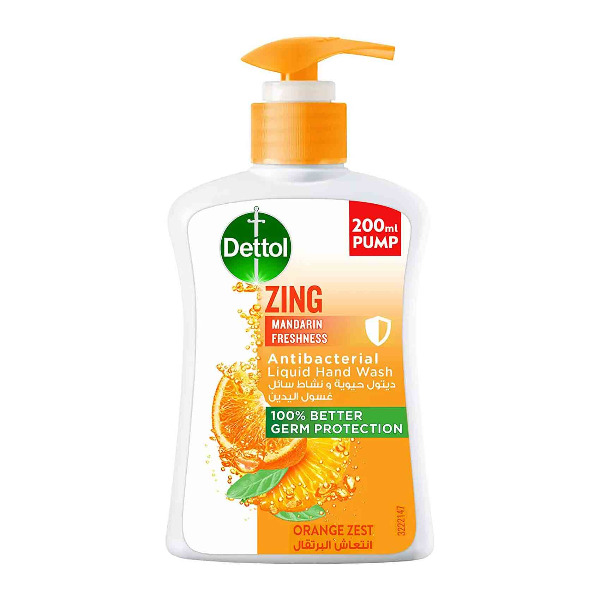 200ml
PUMP
Dettol
ZING
MANDARIN
FRESHNESS
Antibacterial
Liquid Hand Wash
ديتول حيوية و نشاط سائل
غسول اليدين
100% BETTER
GERM PROTECTION
ORANGE ZEST
انتعاش البرتقال
3222147